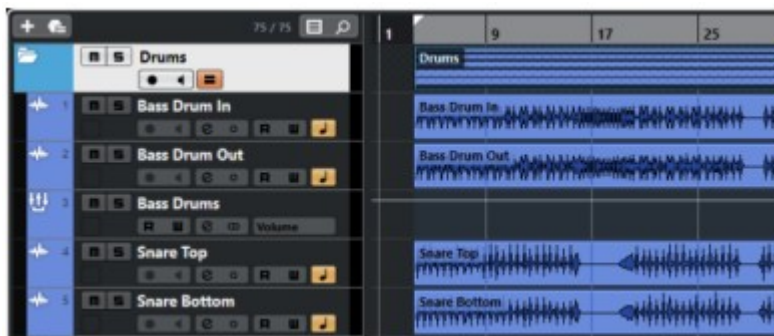 75 / 75
1 9 17 25
M S Drums
Drums
1 M S Bass Drum In
Bass Drum In
e R W
2 M S Bass Drum Out
Bass Drum Out
e R W
3 M S Bass Drums
R W e Volume
4 M S Snare Top
Snare Top
e R W
5 M S Snare Bottom
Snare Bottom
e R W